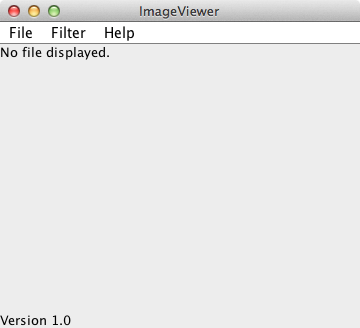 ImageViewer
File Filter Help
No file displayed.
Version 1.0